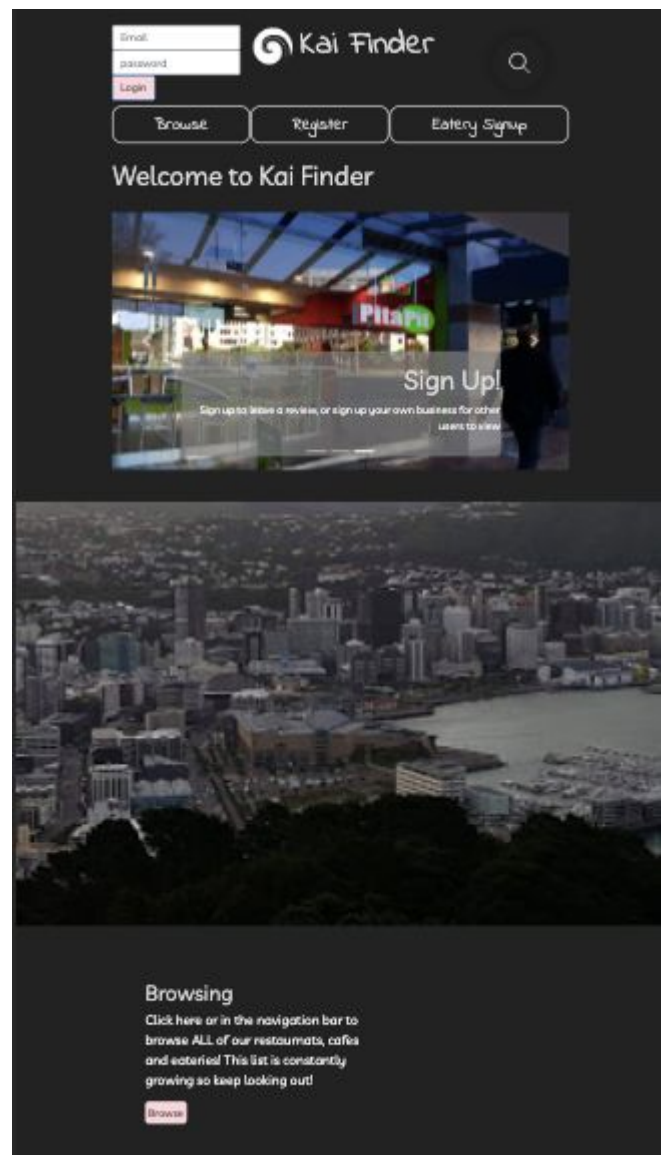 Email
password
Login
Kai Finder
Browse
Register
Eatery Signup
Welcome to Kai Finder
PitaPit
Sign Up!
Sign up to leave a review, or sign up your own business for other
users to view
Browsing
Click here or in the navigation bar to
browse ALL of our restaurnats, cafes
and eateries! This list is constantly
growing so keep looking out!
Browse